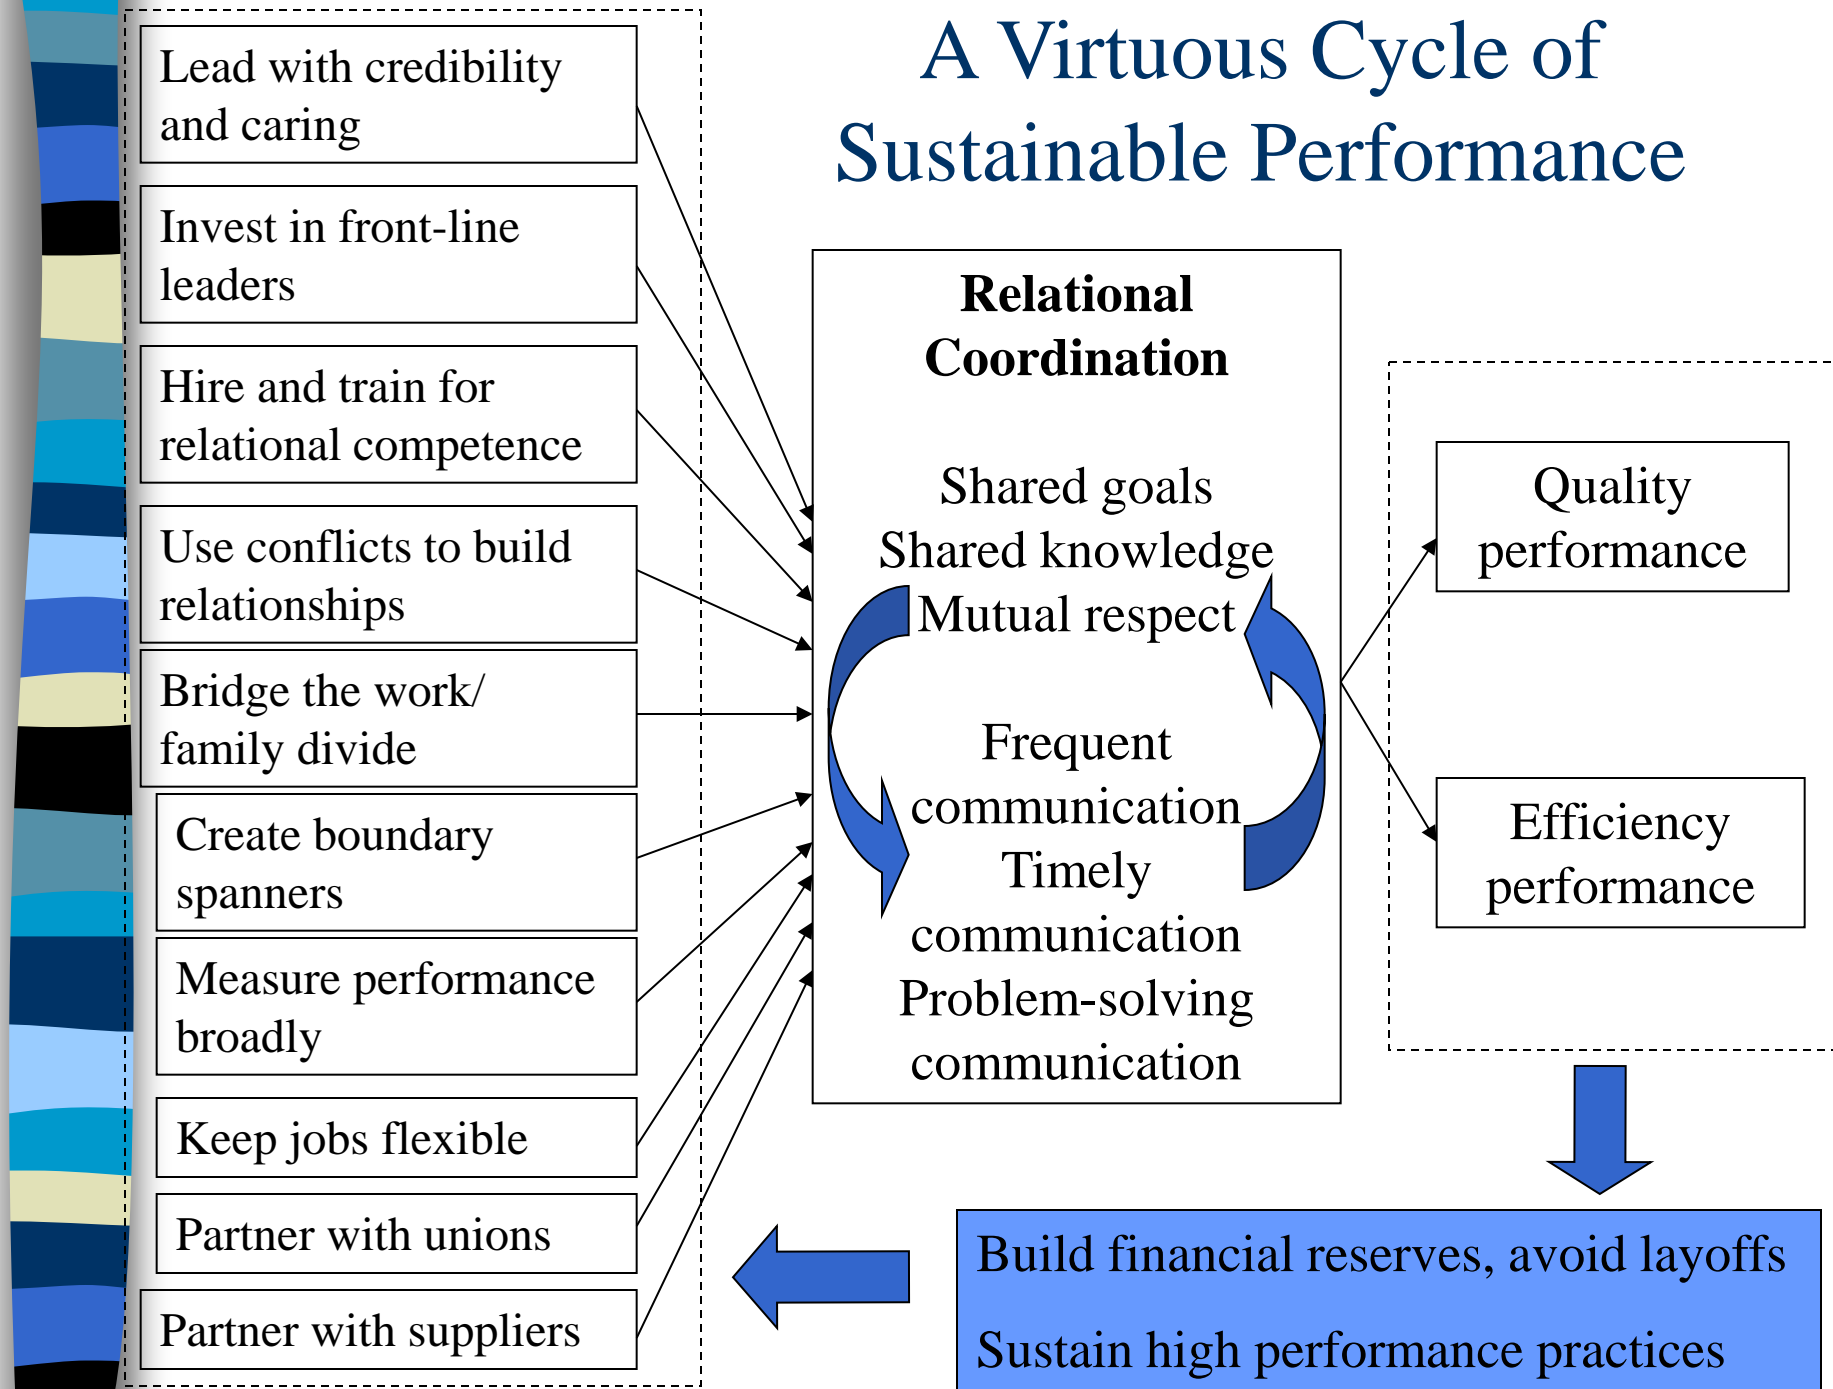 A Virtuous Cycle of
Sustainable Performance
Lead with credibility
and caring
Invest in front-line
leaders
Hire and train for
relational competence
Use conflicts to build
relationships
Bridge the work/
family divide
Create boundary
spanners
Measure performance
broadly
Keep jobs flexible
Partner with unions
Partner with suppliers
Relational
Coordination
Shared goals
Shared knowledge
Mutual respect
Frequent
communication
Timely
communication
Problem-solving
communication
Quality
performance
Efficiency
performance
Build financial reserves, avoid layoffs
Sustain high performance practices